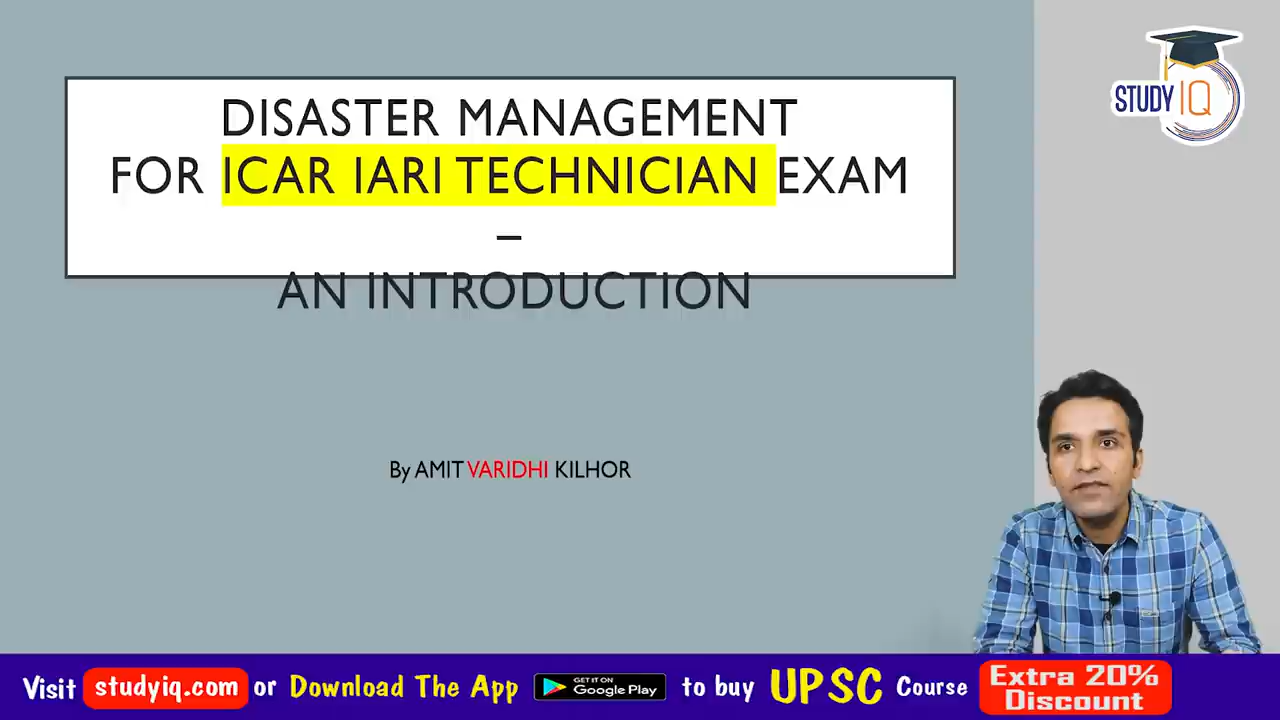 DISASTER MANAGEMENT
FOR ICAR IARI TECHNICIAN EXAM
–
AN INTRODUCTION
STUDY IQ
By AMIT VARIDHI KILHOR
Visit studyiq.com or Download The App GET IT ON Google Play to buy UPSC Course Extra 20% Discount